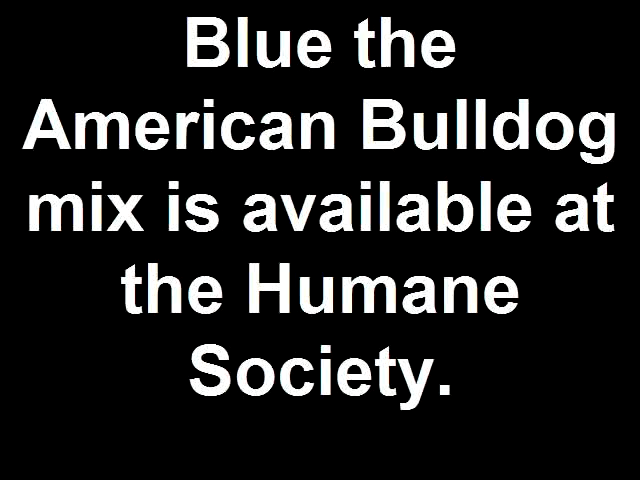 Blue the
American Bulldog
mix is available at
the Humane
Society.